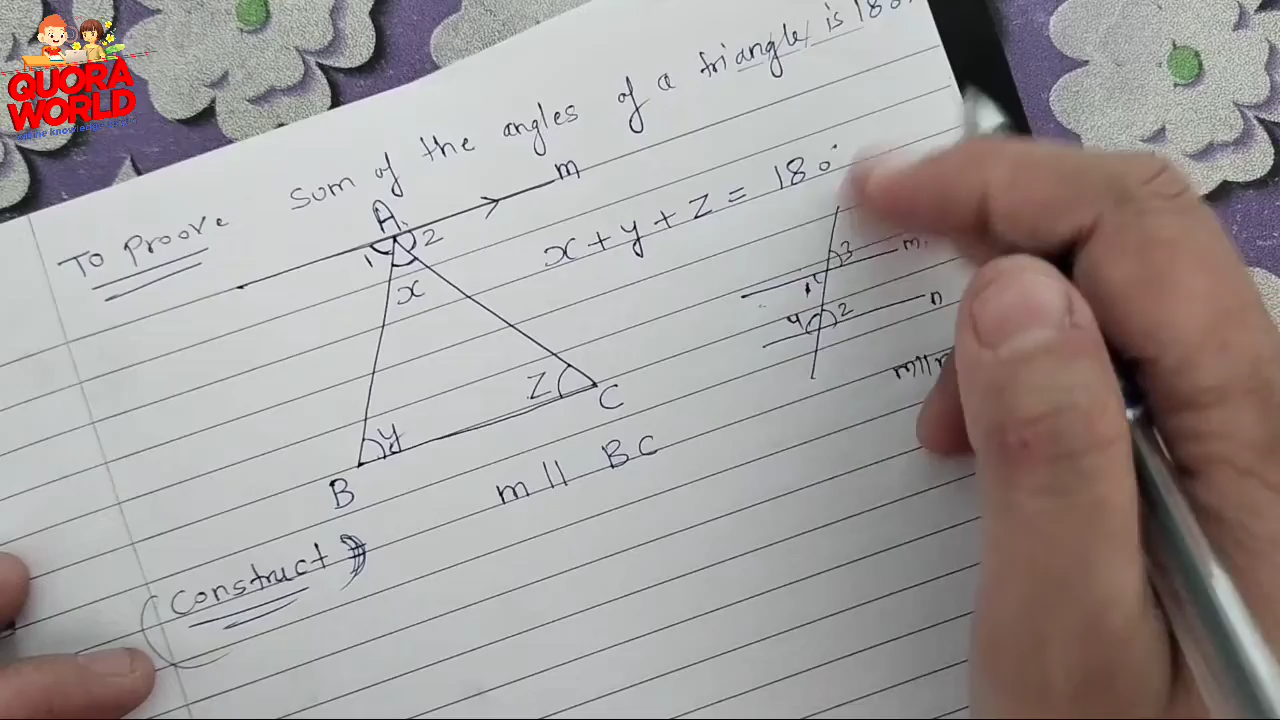 QUORA
WORLD
To Proove Sum of the angles of a triangle is 180°
m
A
1 2
x
x + y + z = 180°
3 m
1
4 2 n
m||n
z
C
y
B
m || BC
Construct